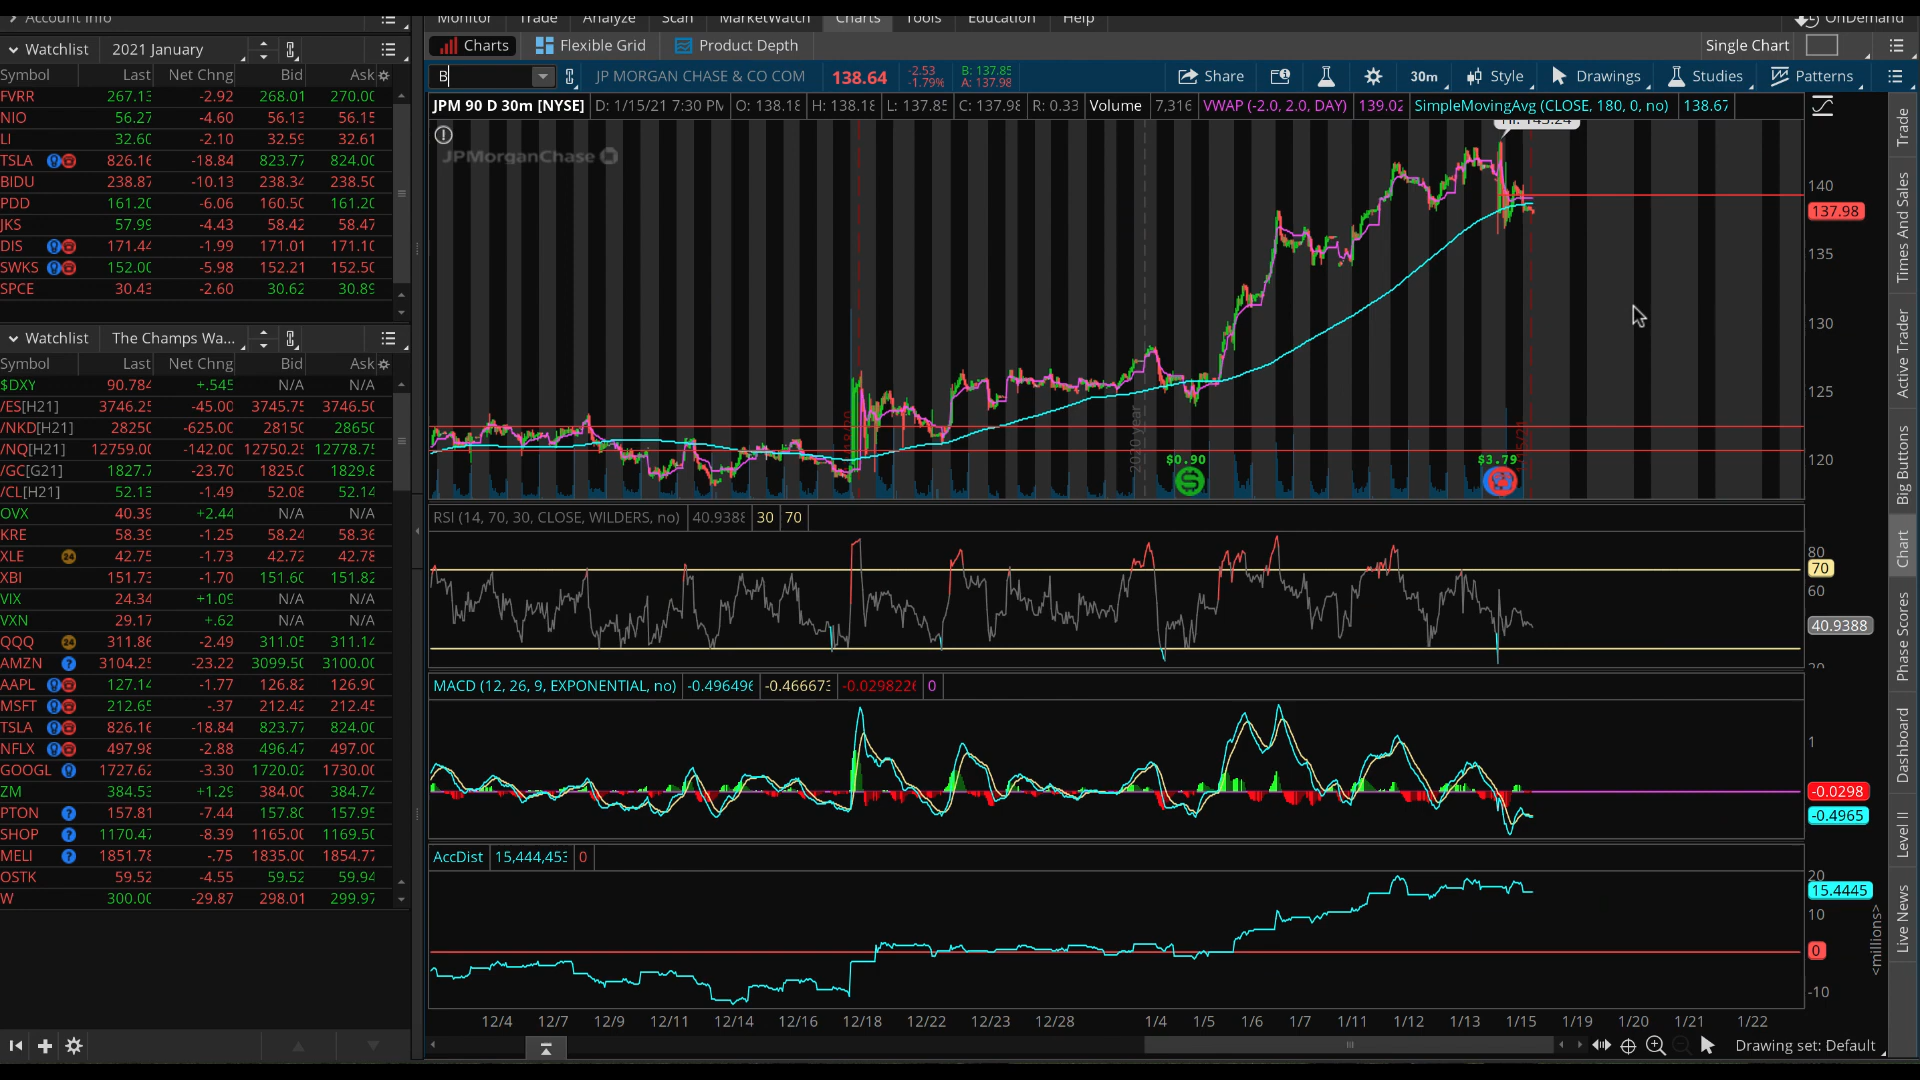 Account Info
Monitor Trade Analyze Scan MarketWatch Charts Tools Education Help OnDemand
Watchlist 2021 January
Symbol Last Net Chng Bid Ask
FVRR 267.13 -2.92 268.01 270.00
NIO 56.27 -4.60 56.13 56.15
LI 32.60 -2.10 32.59 32.61
TSLA 826.16 -18.84 823.77 824.00
BIDU 238.87 -10.13 238.34 238.50
PDD 161.20 -6.06 160.50 161.20
JKS 57.99 -4.43 58.42 58.47
DIS 171.44 -1.99 171.01 171.10
SWKS 152.00 -5.98 152.21 152.50
SPCE 30.43 -2.60 30.62 30.89
Watchlist The Champs Wa...
Symbol Last Net Chng Bid Ask
$DXY 90.784 +.545 N/A N/A
/ES[H21] 3746.25 -45.00 3745.75 3746.50
/NKD[H21] 28250 -625.00 28150 28650
/NQ[H21] 12759.00 -142.00 12750.25 12778.75
/GC[G21] 1827.7 -23.70 1825.0 1829.8
/CL[H21] 52.13 -1.49 52.08 52.14
OVX 40.39 +2.44 N/A N/A
KRE 58.39 -1.25 58.24 58.36
XLE 24 42.75 -1.73 42.72 42.78
XBI 151.73 -1.70 151.60 151.82
VIX 24.34 +1.09 N/A N/A
VXN 29.17 +.62 N/A N/A
QQQ 24 311.86 -2.49 311.05 311.14
AMZN ? 3104.25 -23.22 3099.50 3100.00
AAPL 127.14 -1.77 126.82 126.90
MSFT 212.65 -.37 212.42 212.45
TSLA 826.16 -18.84 823.77 824.00
NFLX 497.98 -2.88 496.47 497.00
GOOGL 1727.62 -3.30 1720.02 1730.00
ZM 384.53 +1.29 384.00 384.74
PTON ? 157.81 -7.44 157.80 157.95
SHOP ? 1170.47 -8.39 1165.00 1169.50
MELI ? 1851.78 -.75 1835.00 1854.77
OSTK 59.52 -4.55 59.52 59.94
W 300.00 -29.87 298.01 299.97
Charts Flexible Grid Product Depth Single Chart
B JP MORGAN CHASE & CO COM 138.64 -2.53 -1.79% B: 137.85 A: 137.98 Share 30m Style Drawings Studies Patterns
JPM 90 D 30m [NYSE] D: 1/15/21 7:30 PM O: 138.18 H: 138.18 L: 137.85 C: 137.98 R: 0.33 Volume 7,316 VWAP (-2.0, 2.0, DAY) 139.02 SimpleMovingAvg (CLOSE, 180, 0, no) 138.67
Hi: 143.24
JPMorganChase
140
137.98
135
130
125
120
2020 year
$0.90
$3.79
RSI (14, 70, 30, CLOSE, WILDERS, no) 40.9388 30 70
80
70
60
40.9388
20
MACD (12, 26, 9, EXPONENTIAL, no) -0.496496 -0.466673 -0.0298226 0
1
-0.0298
-0.4965
AccDist 15,444,453 0
20
15.4445
10
0
-10
<millions>
12/4 12/7 12/9 12/11 12/14 12/16 12/18 12/22 12/23 12/28 1/4 1/5 1/6 1/7 1/11 1/12 1/13 1/15 1/19 1/20 1/21 1/22
Drawing set: Default
Trade
Times And Sales
Active Trader
Big Buttons
Chart
Phase Scores
Dashboard
Level II
Live News